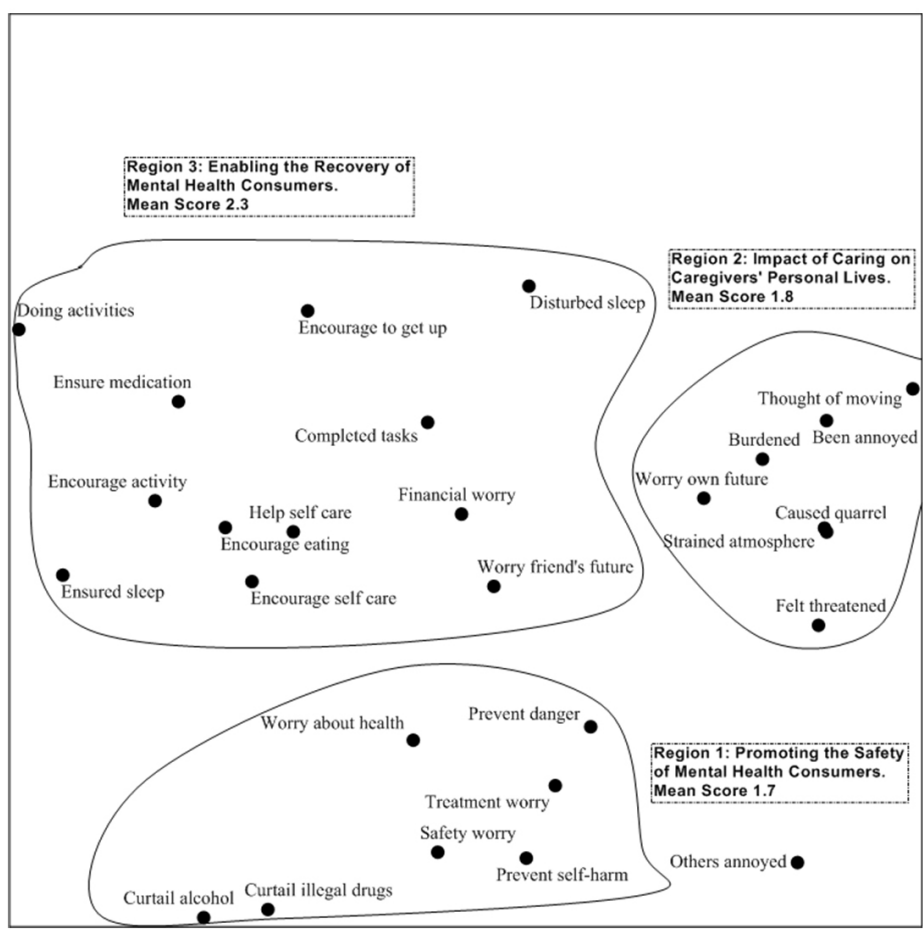 Region 3: Enabling the Recovery of
Mental Health Consumers.
Mean Score 2.3
Region 2: Impact of Caring on
Caregivers' Personal Lives.
Mean Score 1.8
Disturbed sleep
Doing activities
Encourage to get up
Ensure medication
Thought of moving
Completed tasks
Burdened
Been annoyed
Worry own future
Encourage activity
Financial worry
Help self care
Caused quarrel
Encourage eating
Strained atmosphere
Worry friend's future
Ensured sleep
Encourage self care
Felt threatened
Worry about health
Prevent danger
Region 1: Promoting the Safety
of Mental Health Consumers.
Mean Score 1.7
Treatment worry
Safety worry
Others annoyed
Prevent self-harm
Curtail alcohol
Curtail illegal drugs